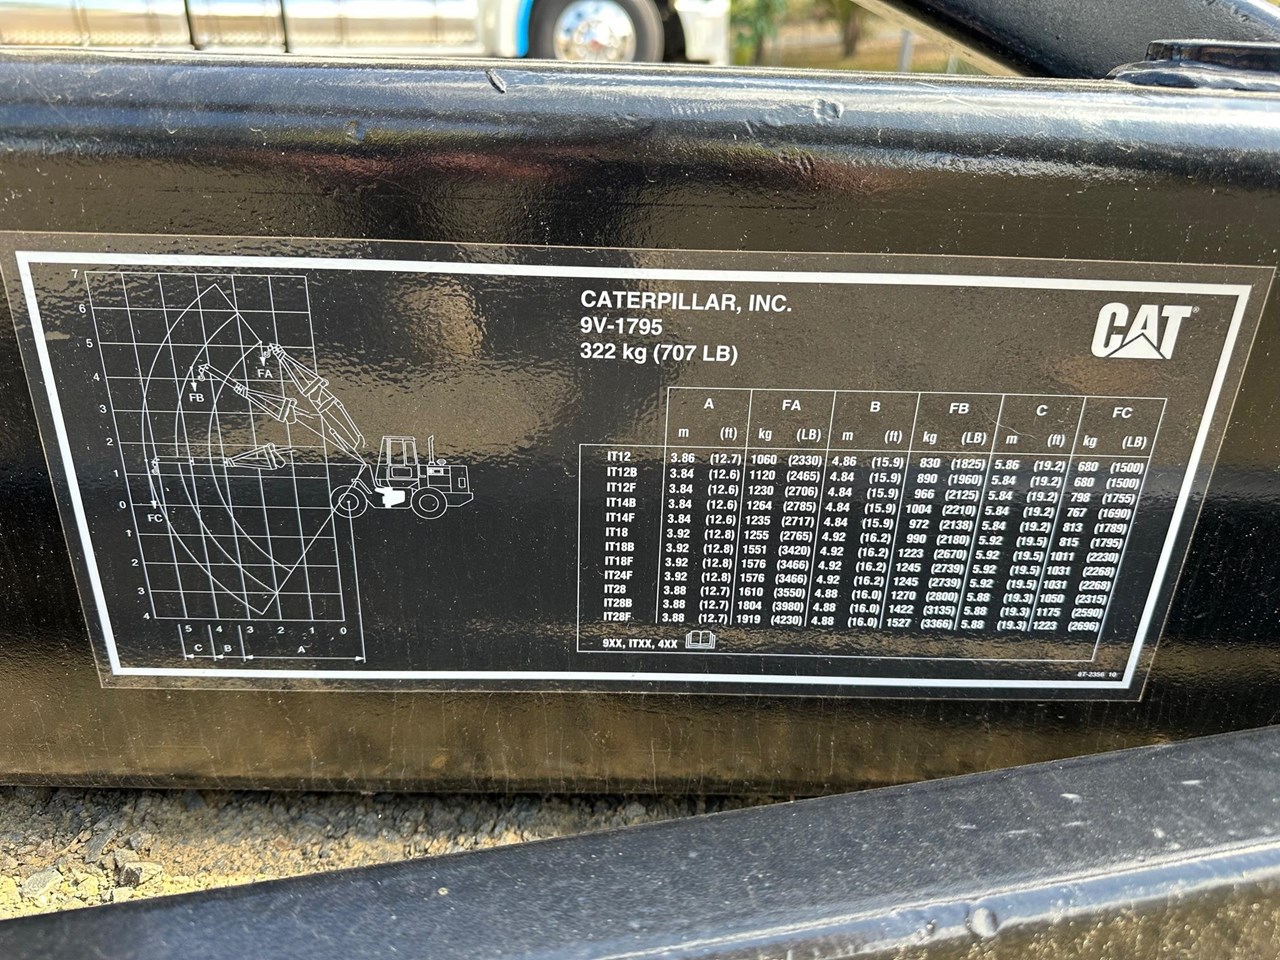 CATERPILLAR, INC.
9V-1795
322 kg (707 LB)
CAT®
7
6
5
4
3
2
1
0
1
2
3
4
FA
FB
FC
5 4 3 2 1 0
C B A
A FA B FB C FC
m (ft) kg (LB) m (ft) kg (LB) m (ft) kg (LB)
IT12 3.86 (12.7) 1060 (2330) 4.86 (15.9) 830 (1825) 5.86 (19.2) 680 (1500)
IT12B 3.84 (12.6) 1120 (2465) 4.84 (15.9) 890 (1960) 5.84 (19.2) 680 (1500)
IT12F 3.84 (12.6) 1230 (2706) 4.84 (15.9) 966 (2125) 5.84 (19.2) 798 (1755)
IT14B 3.84 (12.6) 1264 (2785) 4.84 (15.9) 1004 (2210) 5.84 (19.2) 767 (1690)
IT14F 3.84 (12.6) 1235 (2717) 4.84 (15.9) 972 (2138) 5.84 (19.2) 813 (1789)
IT18 3.92 (12.8) 1255 (2765) 4.92 (16.2) 990 (2180) 5.92 (19.5) 815 (1795)
IT18B 3.92 (12.8) 1551 (3420) 4.92 (16.2) 1223 (2670) 5.92 (19.5) 1011 (2230)
IT18F 3.92 (12.8) 1576 (3466) 4.92 (16.2) 1245 (2739) 5.92 (19.5) 1031 (2268)
IT24F 3.92 (12.8) 1576 (3466) 4.92 (16.2) 1245 (2739) 5.92 (19.5) 1031 (2268)
IT28 3.88 (12.7) 1610 (3550) 4.88 (16.0) 1270 (2800) 5.88 (19.3) 1050 (2315)
IT28B 3.88 (12.7) 1804 (3980) 4.88 (16.0) 1422 (3135) 5.88 (19.3) 1175 (2590)
IT28F 3.88 (12.7) 1919 (4230) 4.88 (16.0) 1527 (3366) 5.88 (19.3) 1223 (2696)
9XX, ITXX, 4XX
8T-2356 10